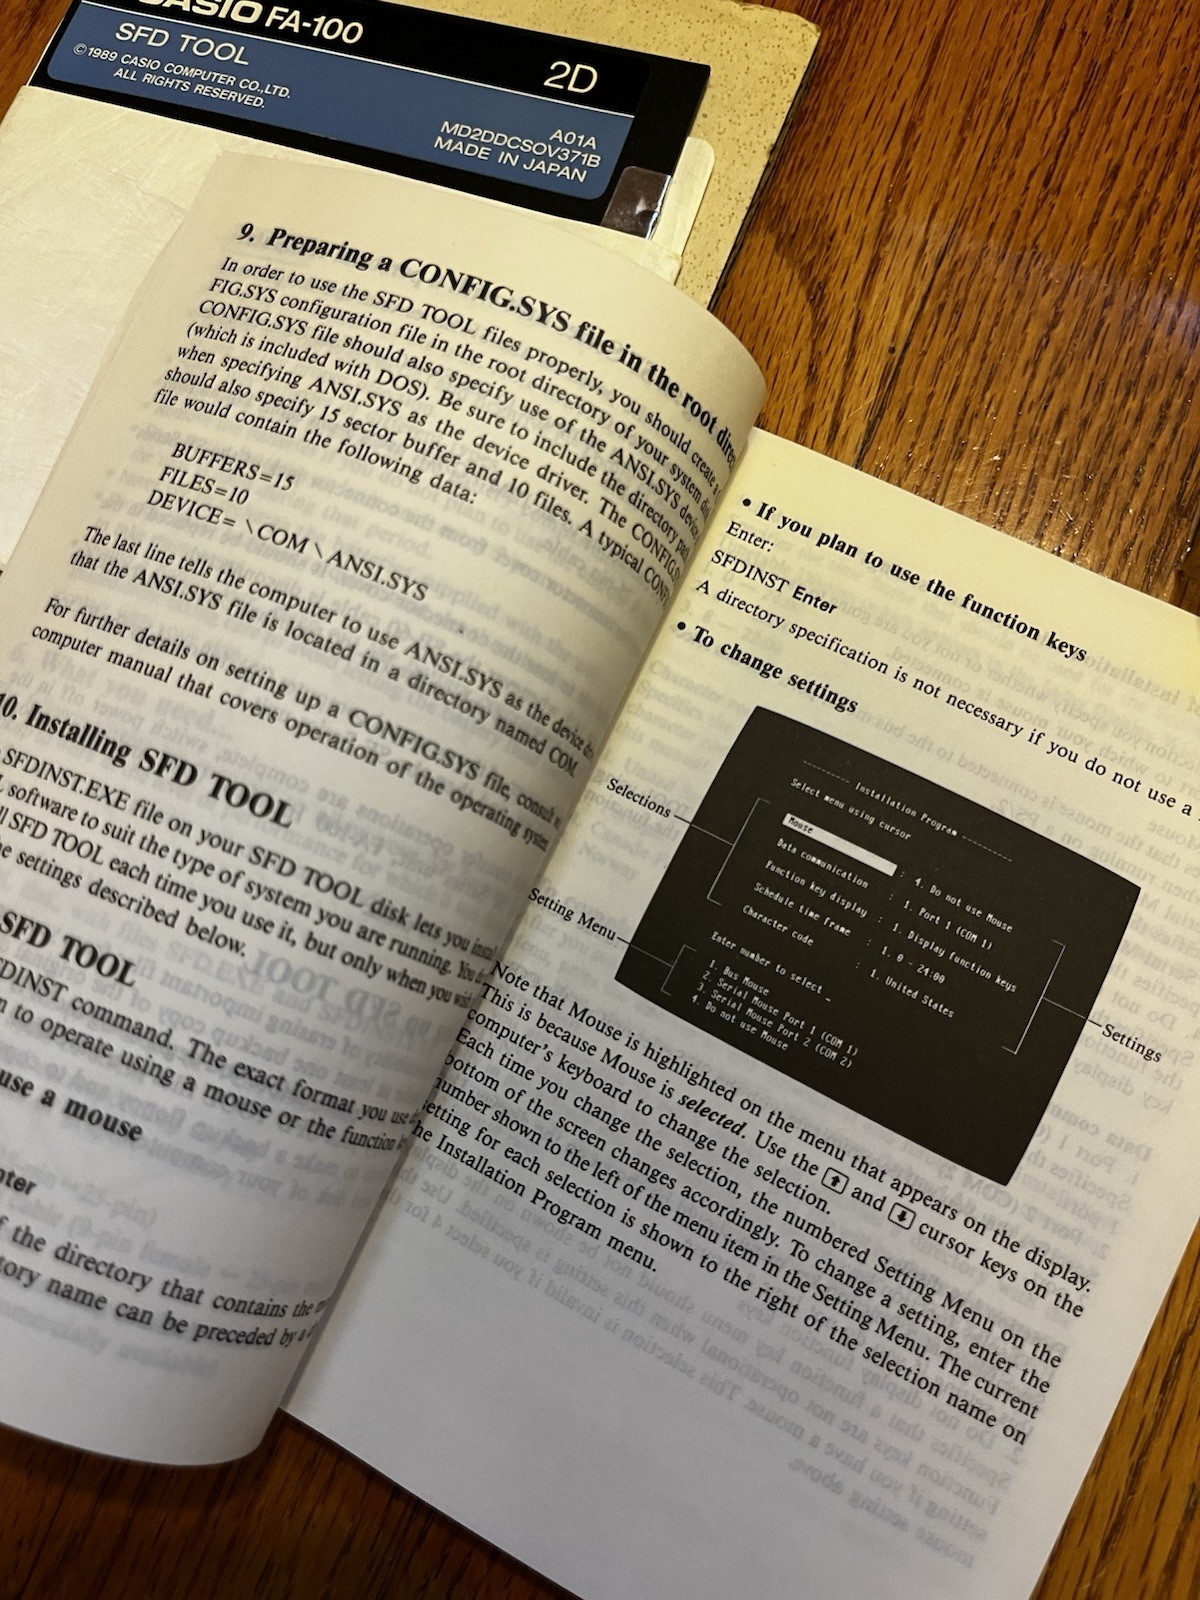 CASIO FA-100
SFD TOOL
2D
©1989 CASIO COMPUTER CO.,LTD.
ALL RIGHTS RESERVED.
A01A
MD2DDCSOV371B
MADE IN JAPAN
9. Preparing a CONFIG.SYS file in the root direc
In order to use the SFD TOOL files properly, you should create a
FIG.SYS configuration file in the root directory of your system dis
CONFIG.SYS file should also specify use of the ANSI.SYS device
(which is included with DOS). Be sure to include the directory path
when specifying ANSI.SYS as the device driver. The CONFIG.S
should also specify 15 sector buffer and 10 files. A typical CONF
file would contain the following data:
BUFFERS=15
FILES=10
DEVICE= \ COM \ ANSI.SYS
The last line tells the computer to use ANSI.SYS as the device dri
that the ANSI.SYS file is located in a directory named COM.
For further details on setting up a CONFIG.SYS file, consult
computer manual that covers operation of the operating system
10. Installing SFD TOOL
SFDINST.EXE file on your SFD TOOL disk lets you instal
software to suit the type of system you are running. You
ll SFD TOOL each time you use it, but only when you wish
e settings described below.
SFD TOOL
FDINST command. The exact format you use
n to operate using a mouse or the function
use a mouse
nter
f the directory that contains the
tory name can be preceded by a
• If you plan to use the function keys
Enter:
SFDINST Enter
A directory specification is not necessary if you do not use a
• To change settings
Installation Program
Select menu using cursor
Mouse : 4. Do not use Mouse
Data communication : 1. Port 1 (COM 1)
Function key display : 1. Display function keys
Schedule time frame : 1. 0 - 24:00
Character code : 1. United States
Enter number to select _
1. Bus Mouse
2. Serial Mouse Port 1 (COM 1)
3. Serial Mouse Port 2 (COM 2)
4. Do not use Mouse
Selections
Setting Menu
Settings
Note that Mouse is highlighted on the menu that appears on the display.
This is because Mouse is selected. Use the ↑ and ↓ cursor keys on the
computer's keyboard to change the selection.
Each time you change the selection, the numbered Setting Menu on the
bottom of the screen changes accordingly. To change a setting, enter the
number shown to the left of the menu item in the Setting Menu. The current
setting for each selection is shown to the right of the selection name on
the Installation Program menu.